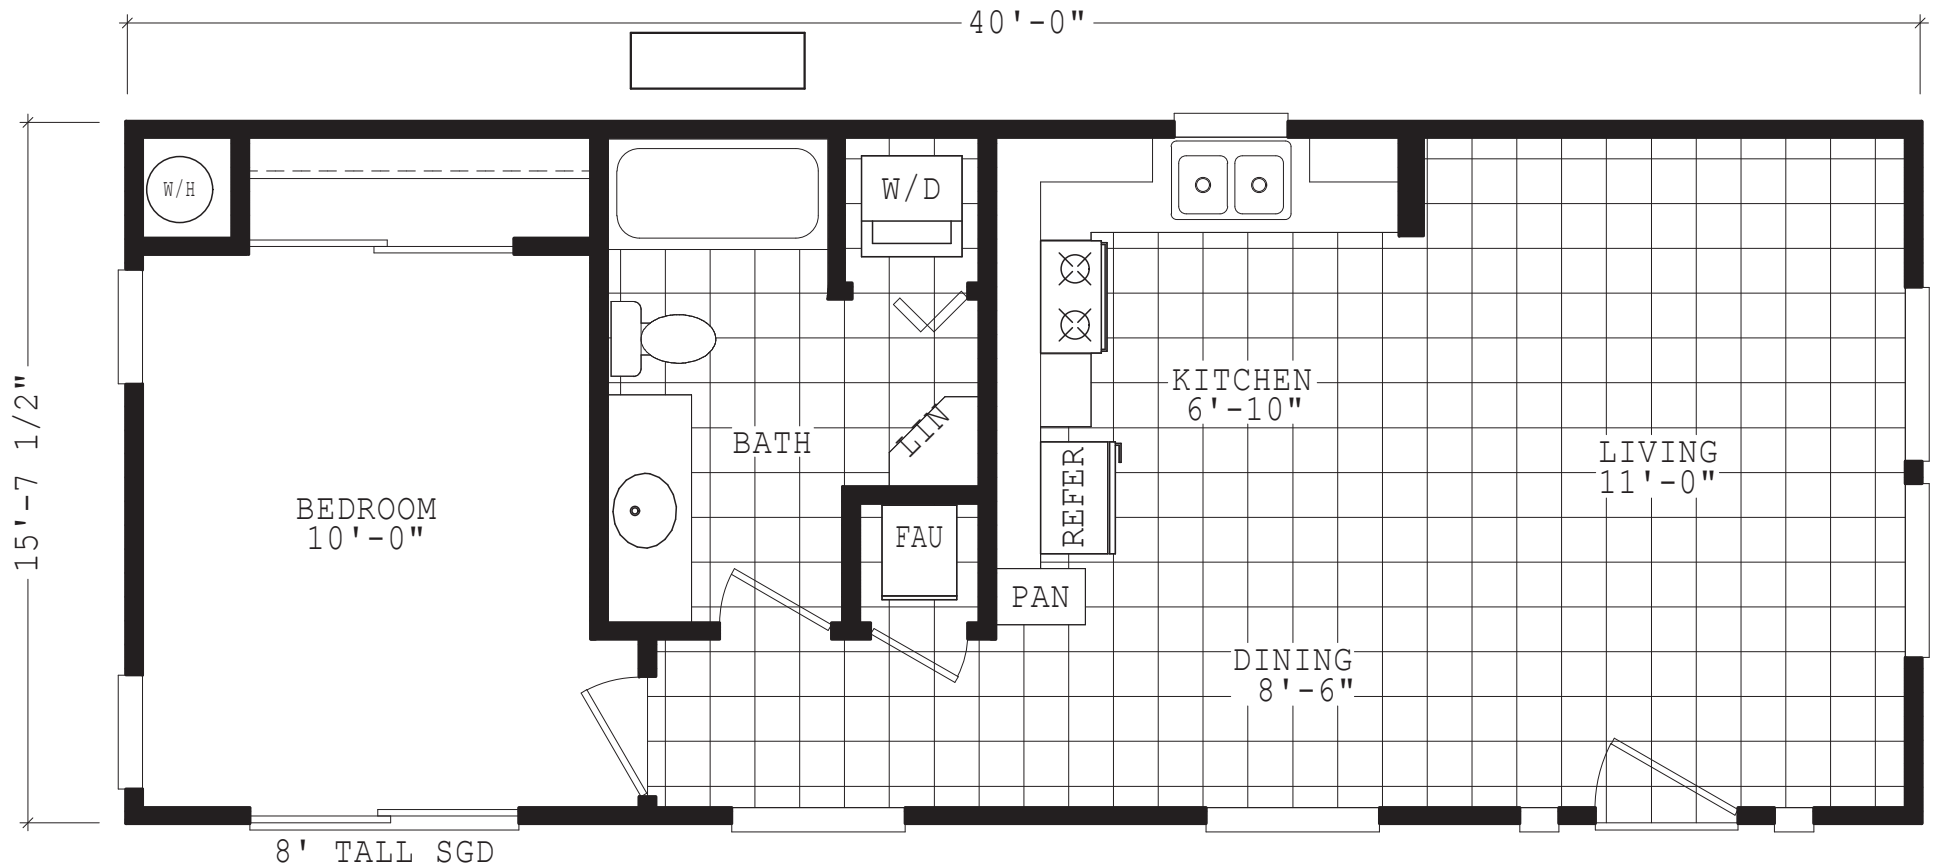 40'-0"
W/H
W/D
KITCHEN
6'-10"
LIN
BATH
LIVING
11'-0"
15'-7 1/2"
BEDROOM
10'-0"
REFER
FAU
PAN
DINING
8'-6"
8' TALL SGD